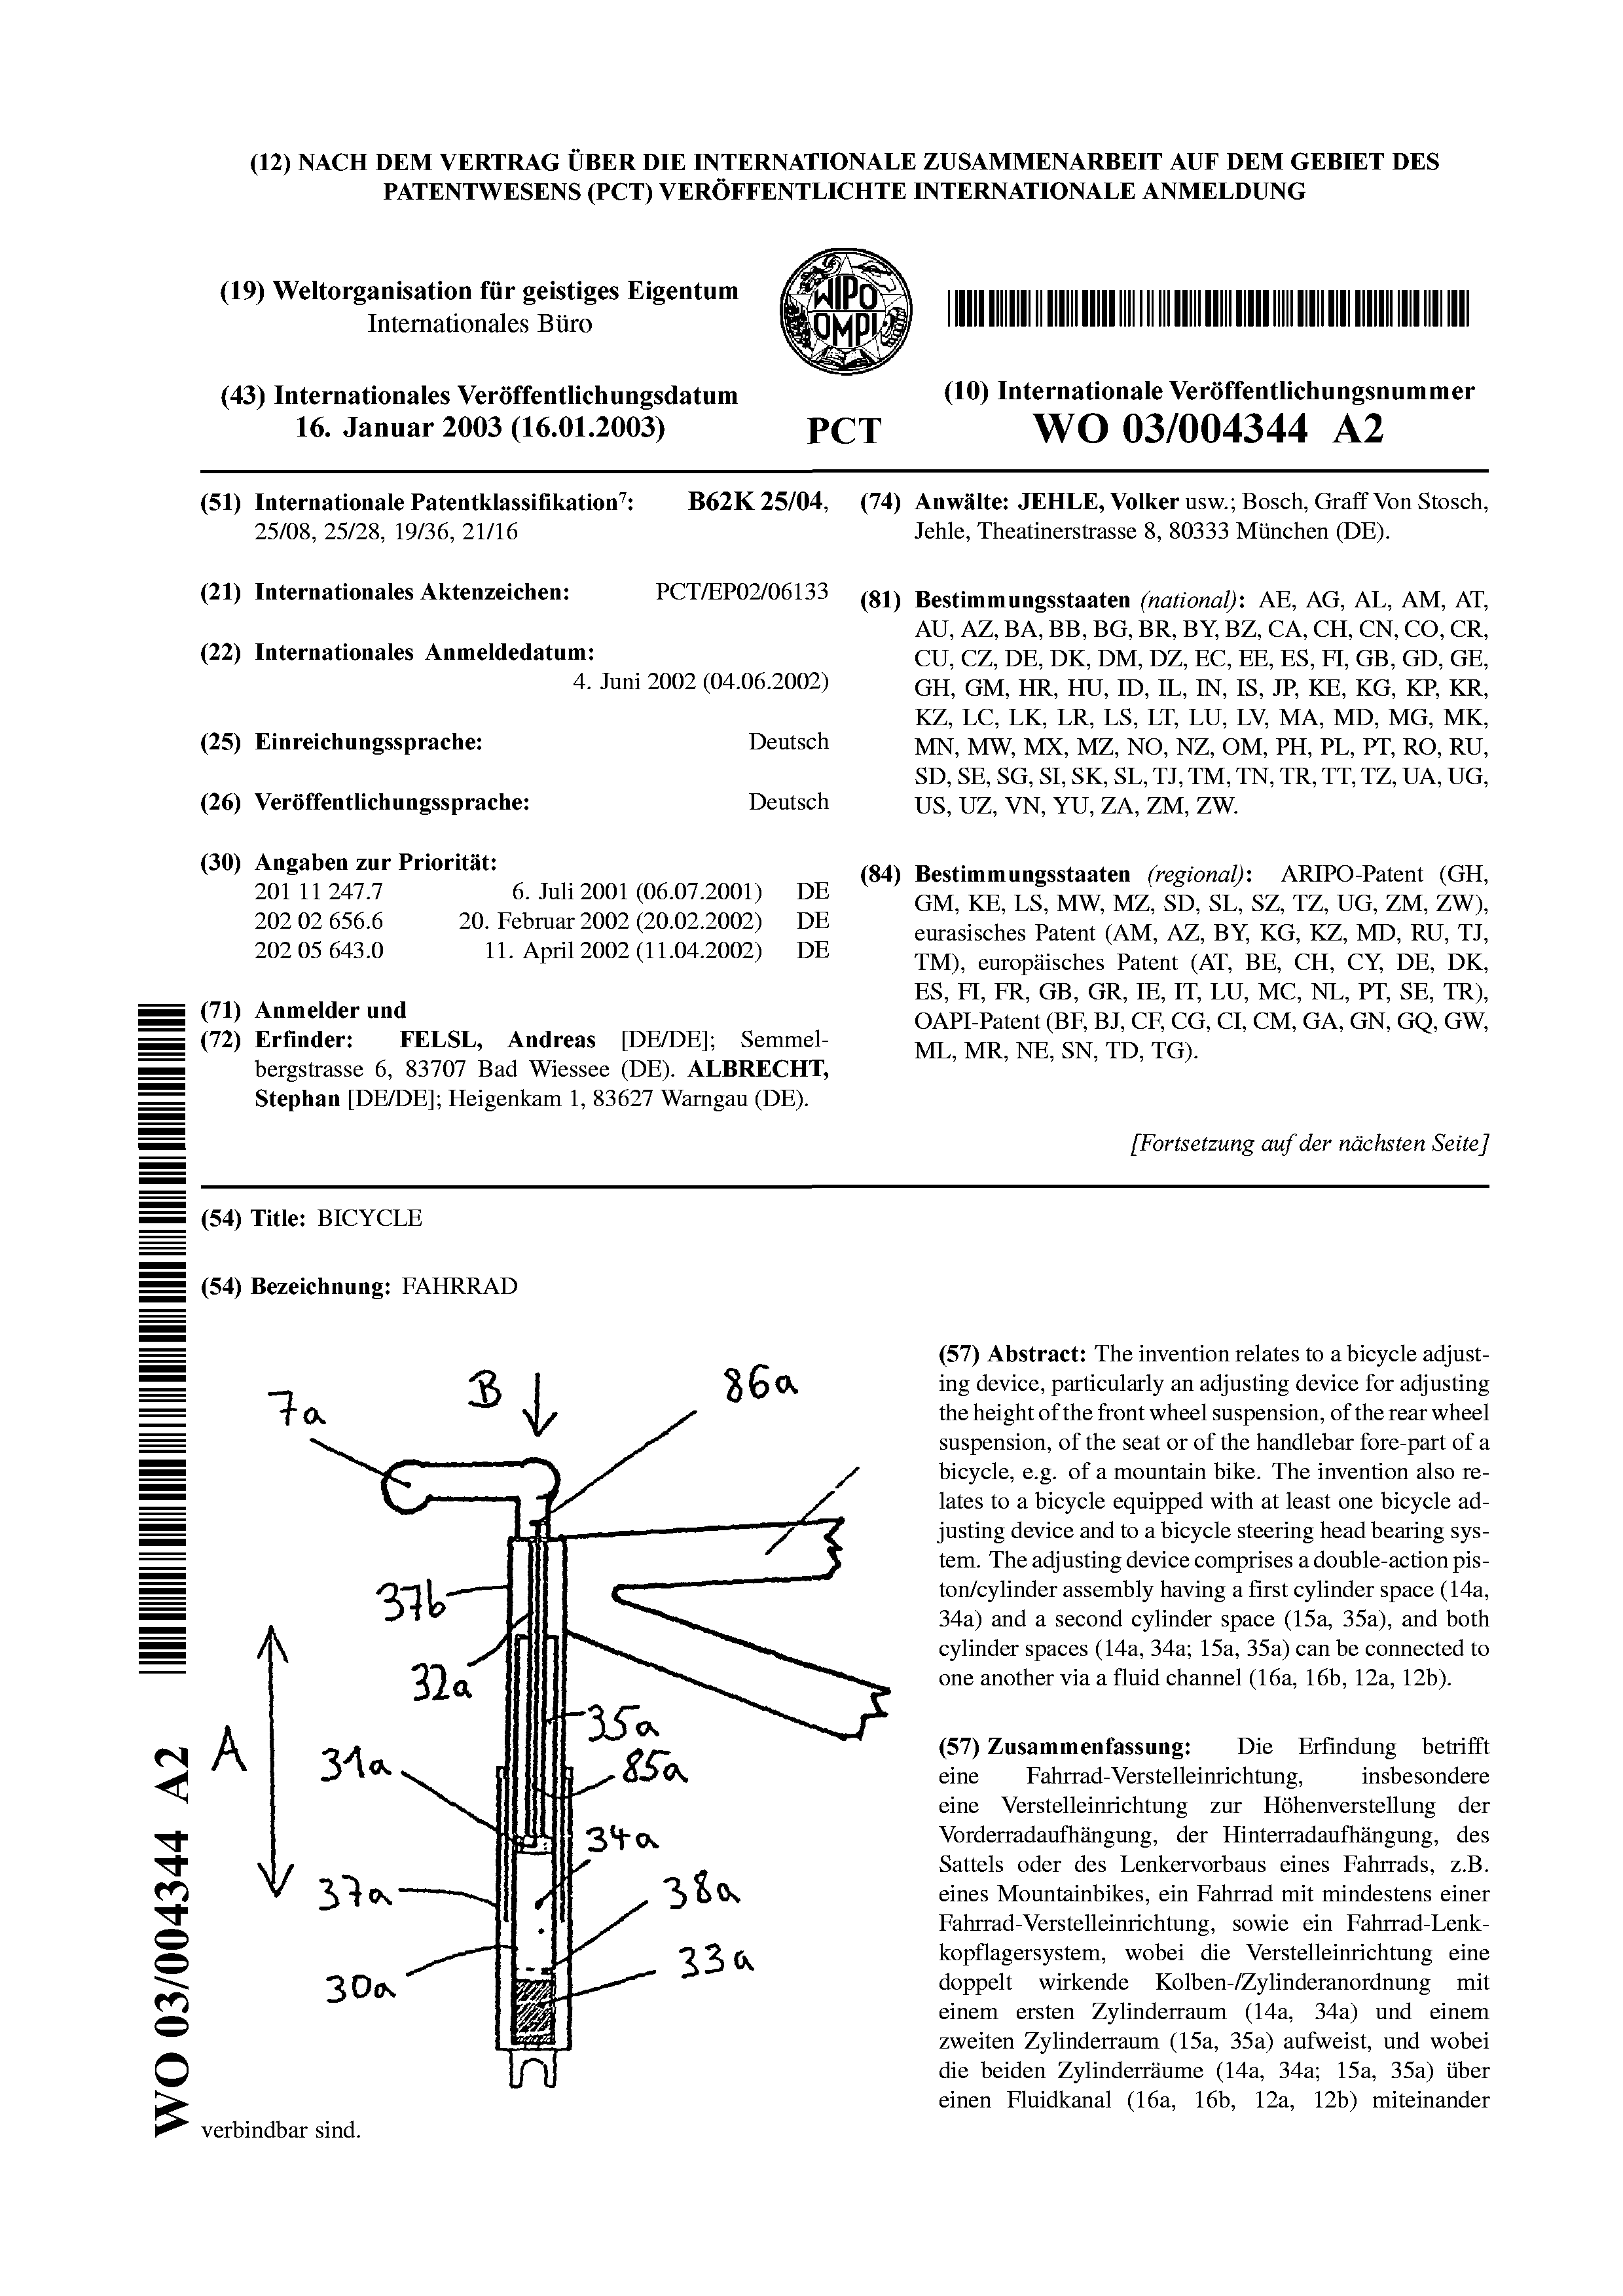 (12) NACH DEM VERTRAG ÜBER DIE INTERNATIONALE ZUSAMMENARBEIT AUF DEM GEBIET DES
PATENTWESENS (PCT) VERÖFFENTLICHTE INTERNATIONALE ANMELDUNG
(19) Weltorganisation für geistiges Eigentum
Internationales Büro
WIPO
OMPI
(43) Internationales Veröffentlichungsdatum
16. Januar 2003 (16.01.2003)
PCT
(10) Internationale Veröffentlichungsnummer
WO 03/004344 A2
(51) Internationale Patentklassifikation7: B62K 25/04,
25/08, 25/28, 19/36, 21/16
(21) Internationales Aktenzeichen: PCT/EP02/06133
(22) Internationales Anmeldedatum:
4. Juni 2002 (04.06.2002)
(25) Einreichungssprache: Deutsch
(26) Veröffentlichungssprache: Deutsch
(30) Angaben zur Priorität:
201 11 247.7 6. Juli 2001 (06.07.2001) DE
202 02 656.6 20. Februar 2002 (20.02.2002) DE
202 05 643.0 11. April 2002 (11.04.2002) DE
(71) Anmelder und
(72) Erfinder: FELSL, Andreas [DE/DE]; Semmel-
bergstrasse 6, 83707 Bad Wiessee (DE). ALBRECHT,
Stephan [DE/DE]; Heigenkam 1, 83627 Warngau (DE).
(74) Anwälte: JEHLE, Volker usw.; Bosch, Graff Von Stosch,
Jehle, Theatinerstrasse 8, 80333 München (DE).
(81) Bestimmungsstaaten (national): AE, AG, AL, AM, AT,
AU, AZ, BA, BB, BG, BR, BY, BZ, CA, CH, CN, CO, CR,
CU, CZ, DE, DK, DM, DZ, EC, EE, ES, FI, GB, GD, GE,
GH, GM, HR, HU, ID, IL, IN, IS, JP, KE, KG, KP, KR,
KZ, LC, LK, LR, LS, LT, LU, LV, MA, MD, MG, MK,
MN, MW, MX, MZ, NO, NZ, OM, PH, PL, PT, RO, RU,
SD, SE, SG, SI, SK, SL, TJ, TM, TN, TR, TT, TZ, UA, UG,
US, UZ, VN, YU, ZA, ZM, ZW.
(84) Bestimmungsstaaten (regional): ARIPO-Patent (GH,
GM, KE, LS, MW, MZ, SD, SL, SZ, TZ, UG, ZM, ZW),
eurasisches Patent (AM, AZ, BY, KG, KZ, MD, RU, TJ,
TM), europäisches Patent (AT, BE, CH, CY, DE, DK,
ES, FI, FR, GB, GR, IE, IT, LU, MC, NL, PT, SE, TR),
OAPI-Patent (BF, BJ, CF, CG, CI, CM, GA, GN, GQ, GW,
ML, MR, NE, SN, TD, TG).
[Fortsetzung auf der nächsten Seite]
(54) Title: BICYCLE
(54) Bezeichnung: FAHRRAD
7a
B
86a
37b
32a
A
35a
31a
85a
34a
37a
38a
33a
30a
(57) Abstract: The invention relates to a bicycle adjust-
ing device, particularly an adjusting device for adjusting
the height of the front wheel suspension, of the rear wheel
suspension, of the seat or of the handlebar fore-part of a
bicycle, e.g. of a mountain bike. The invention also re-
lates to a bicycle equipped with at least one bicycle ad-
justing device and to a bicycle steering head bearing sys-
tem. The adjusting device comprises a double-action pis-
ton/cylinder assembly having a first cylinder space (14a,
34a) and a second cylinder space (15a, 35a), and both
cylinder spaces (14a, 34a; 15a, 35a) can be connected to
one another via a fluid channel (16a, 16b, 12a, 12b).
(57) Zusammenfassung: Die Erfindung betrifft
eine Fahrrad-Verstelleinrichtung, insbesondere
eine Verstelleinrichtung zur Höhenverstellung der
Vorderradaufhängung, der Hinterradaufhängung, des
Sattels oder des Lenkervorbaus eines Fahrrads, z.B.
eines Mountainbikes, ein Fahrrad mit mindestens einer
Fahrrad-Verstelleinrichtung, sowie ein Fahrrad-Lenk-
kopflagersystem, wobei die Verstelleinrichtung eine
doppelt wirkende Kolben-/Zylinderanordnung mit
einem ersten Zylinderraum (14a, 34a) und einem
zweiten Zylinderraum (15a, 35a) aufweist, und wobei
die beiden Zylinderräume (14a, 34a; 15a, 35a) über
einen Fluidkanal (16a, 16b, 12a, 12b) miteinander
verbindbar sind.
WO 03/004344 A2